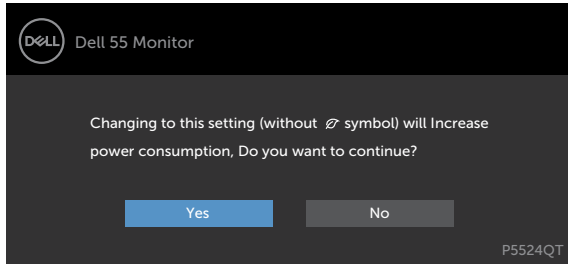 DELL Dell 55 Monitor
Changing to this setting (without symbol) will Increase
power consumption, Do you want to continue?
Yes No
P5524QT